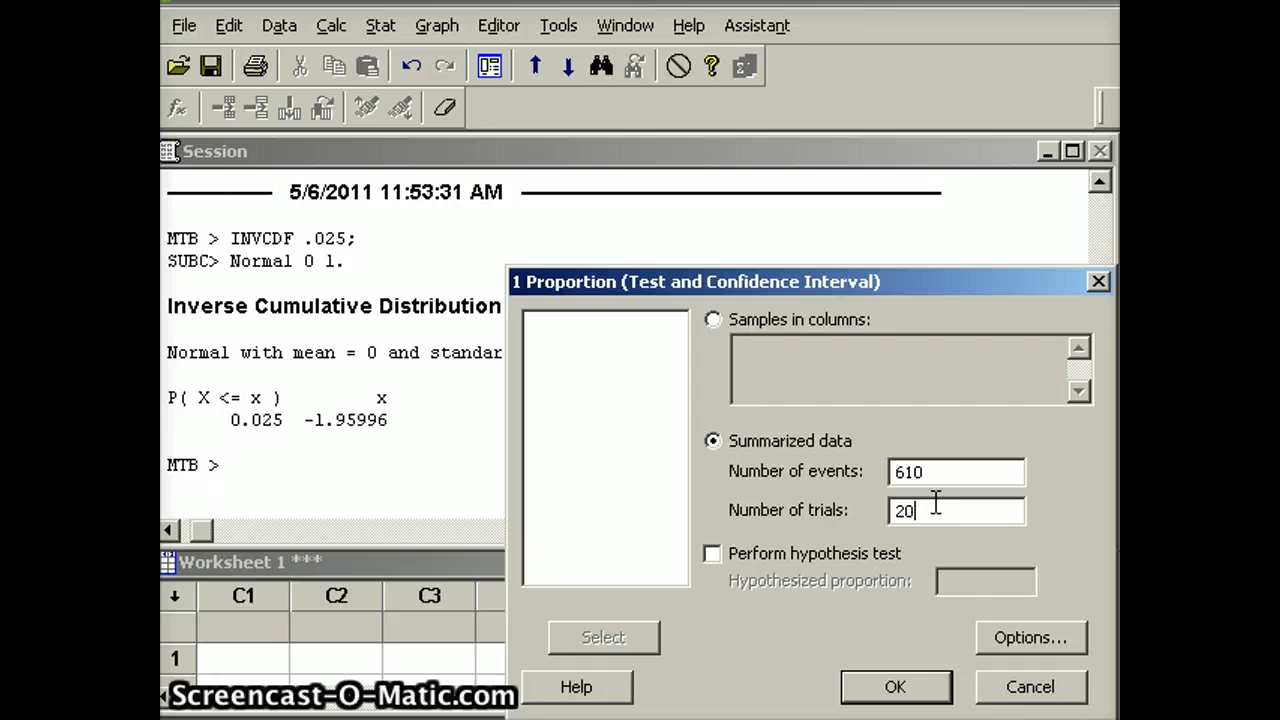 File Edit Data Calc Stat Graph Editor Tools Window Help Assistant
Session
5/6/2011 11:53:31 AM
MTB > INVCDF .025;
SUBC> Normal 0 1.
Inverse Cumulative Distribution
Normal with mean = 0 and standar
P( X <= x ) x
0.025 -1.95996
MTB >
1 Proportion (Test and Confidence Interval)
Samples in columns:
Summarized data
Number of events: 610
Number of trials: 20
Perform hypothesis test
Hypothesized proportion:
Select
Options...
Help
OK
Cancel
Worksheet 1 ***
C1 C2 C3
1
Screencast-O-Matic.com